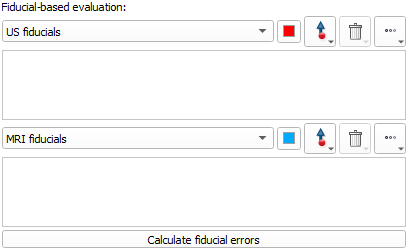 Fiducial-based evaluation:
US fiducials
MRI fiducials
Calculate fiducial errors